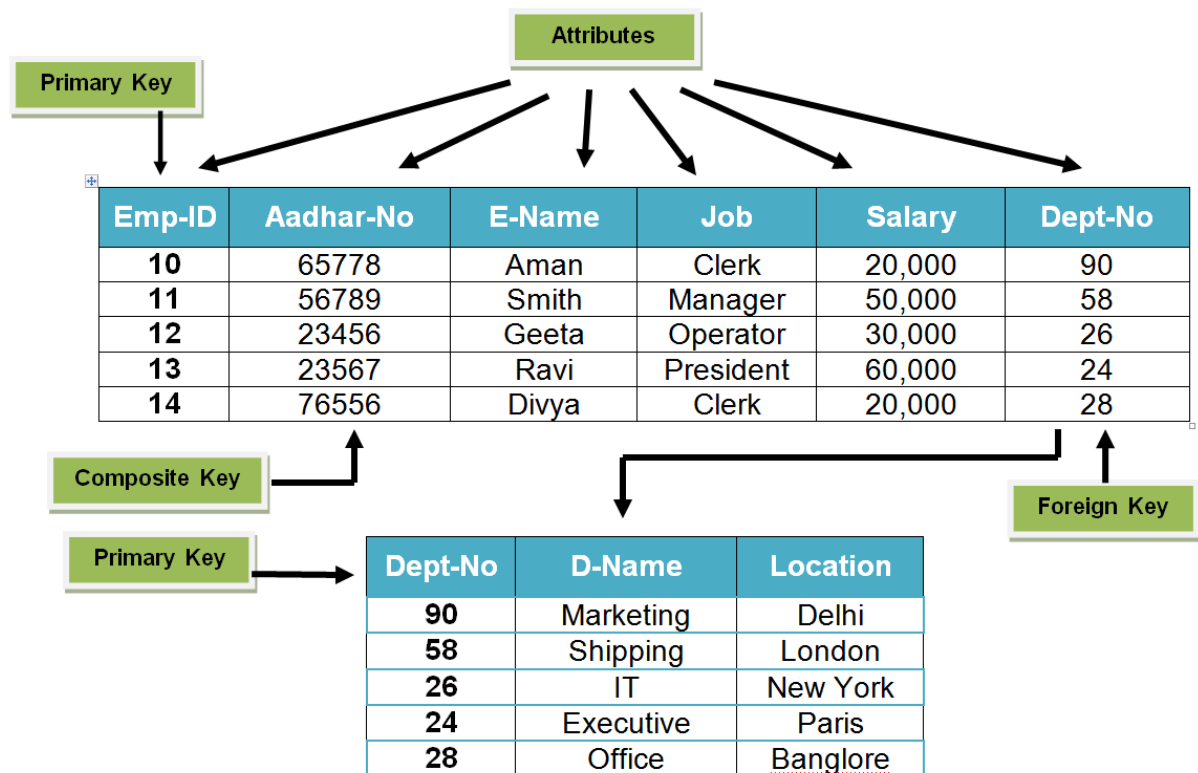 Attributes
Primary Key
Emp-ID Aadhar-No E-Name Job Salary Dept-No
10 65778 Aman Clerk 20,000 90
11 56789 Smith Manager 50,000 58
12 23456 Geeta Operator 30,000 26
13 23567 Ravi President 60,000 24
14 76556 Divya Clerk 20,000 28
Composite Key
Foreign Key
Primary Key
Dept-No D-Name Location
90 Marketing Delhi
58 Shipping London
26 IT New York
24 Executive Paris
28 Office Banglore